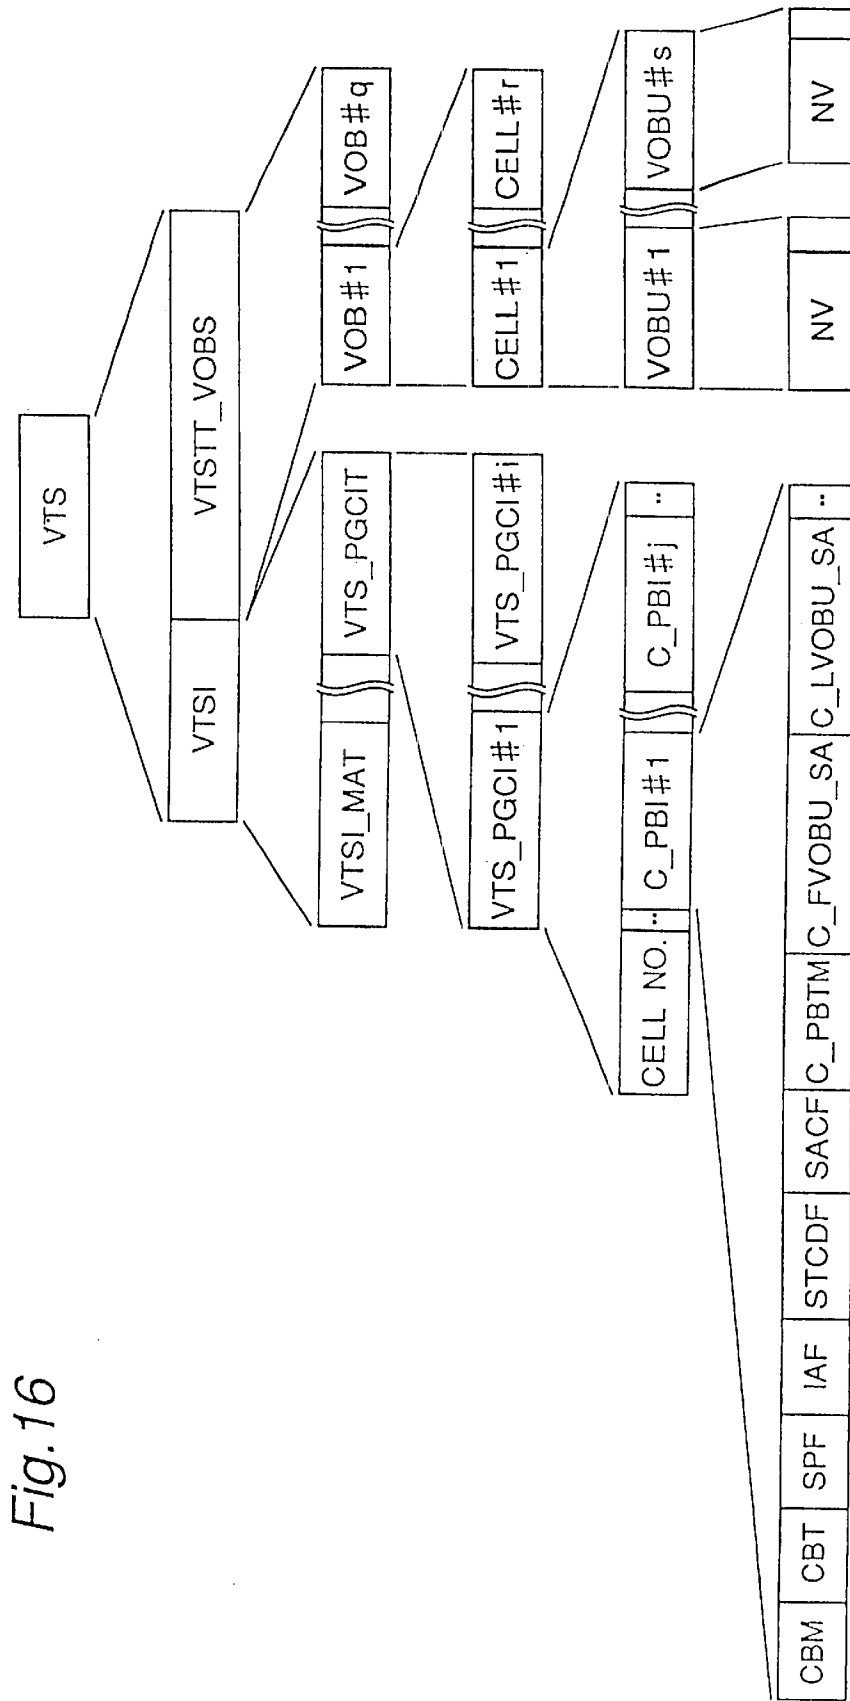 Fig.16
VTS
VTSI VTSTT_VOBS
VTSI_MAT VTS_PGCIT VOB#1 VOB#q
VTS_PGCI#1 VTS_PGCI#i CELL#1 CELL#r
CELL NO. ·· C_PBI#1 C_PBI#j ·· VOBU#1 VOBU#s
CBM CBT SPF IAF STCDF SACF C_PBTM C_FVOBU_SA C_LVOBU_SA ·· NV NV